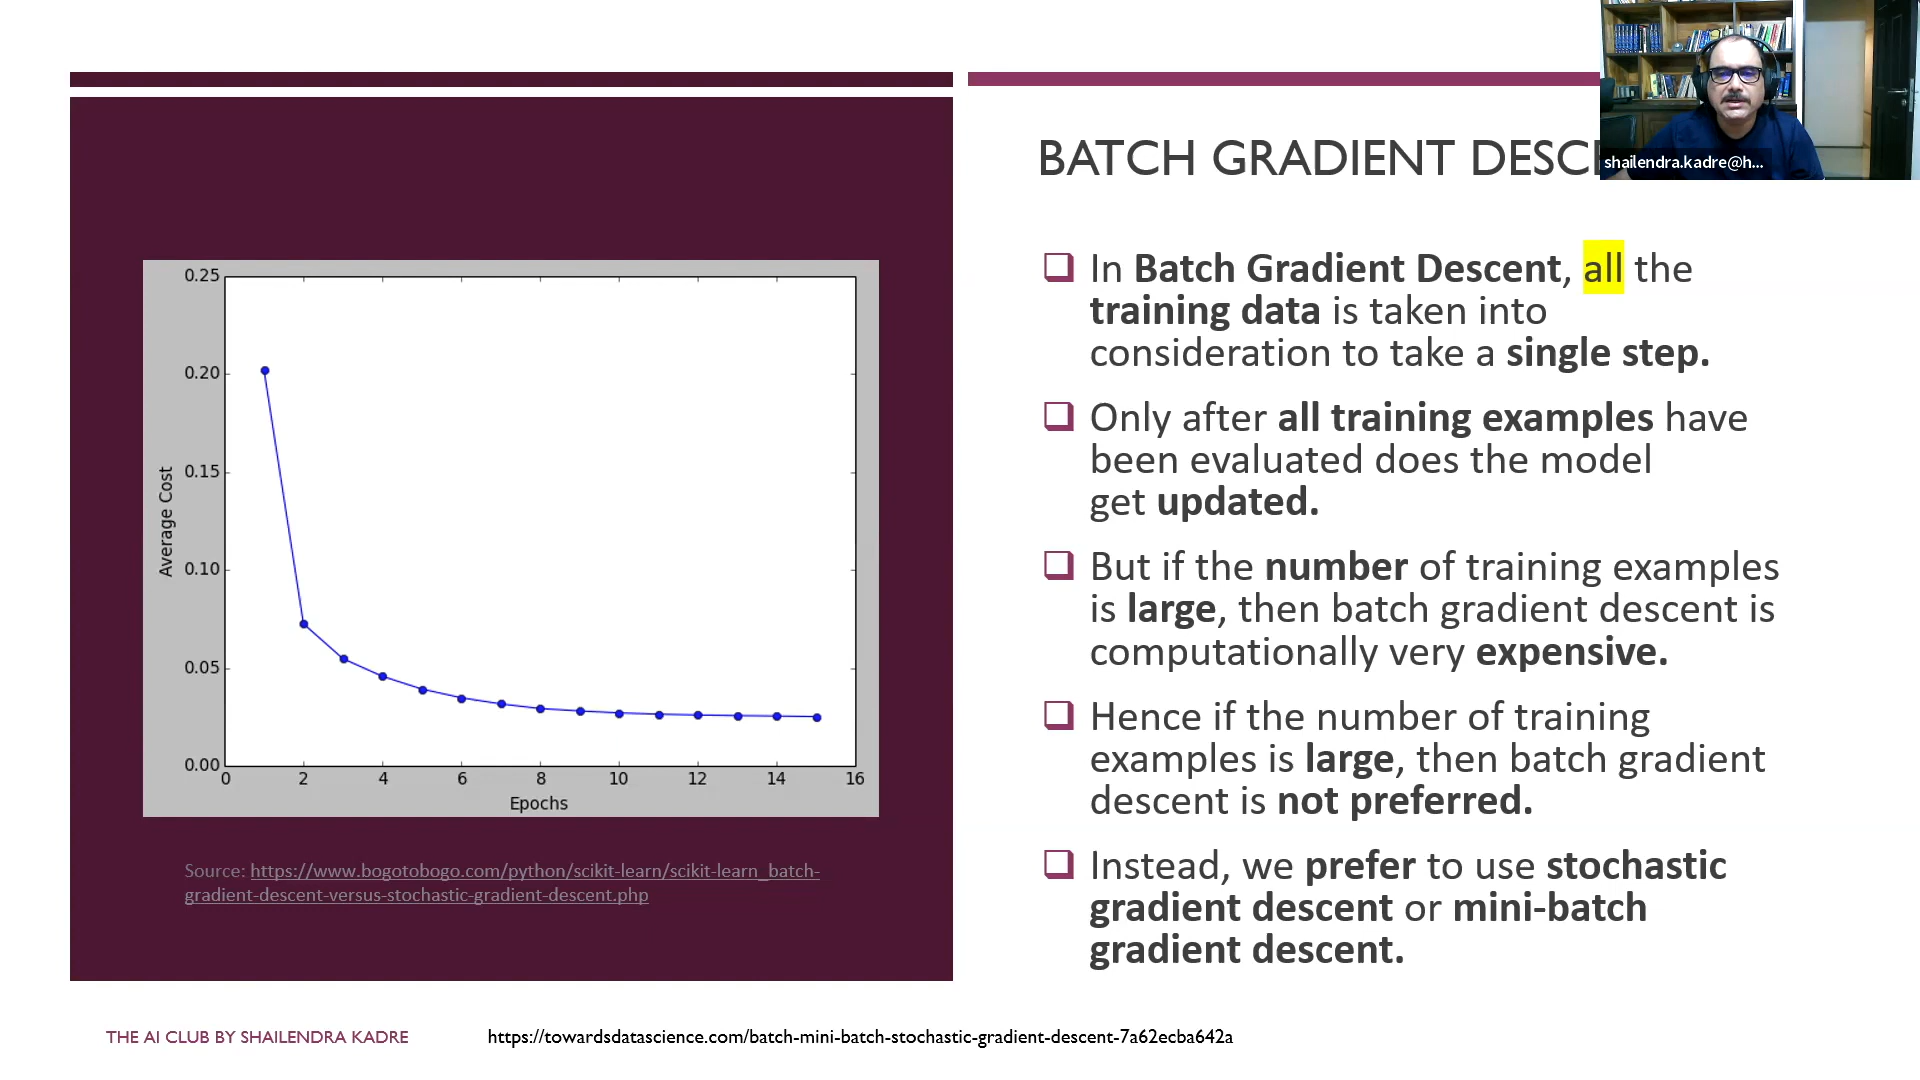 BATCH GRADIENT DESCE
shailendra.kadre@h...
0.25
0.20
0.15
0.10
0.05
0.00
Average Cost
0 2 4 6 8 10 12 14 16
Epochs
Source: https://www.bogotobogo.com/python/scikit-learn/scikit-learn_batch-
gradient-descent-versus-stochastic-gradient-descent.php
In Batch Gradient Descent, all the
training data is taken into
consideration to take a single step.
Only after all training examples have
been evaluated does the model
get updated.
But if the number of training examples
is large, then batch gradient descent is
computationally very expensive.
Hence if the number of training
examples is large, then batch gradient
descent is not preferred.
Instead, we prefer to use stochastic
gradient descent or mini-batch
gradient descent.
THE AI CLUB BY SHAILENDRA KADRE
https://towardsdatascience.com/batch-mini-batch-stochastic-gradient-descent-7a62ecba642a